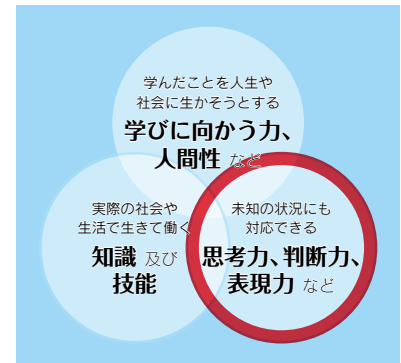 学んだことを人生や
社会に生かそうとする
学びに向かう力、
人間性 など
実際の社会や
生活で生きて働く
知識 及び
技能
未知の状況にも
対応できる
思考力、判断力、
表現力 など